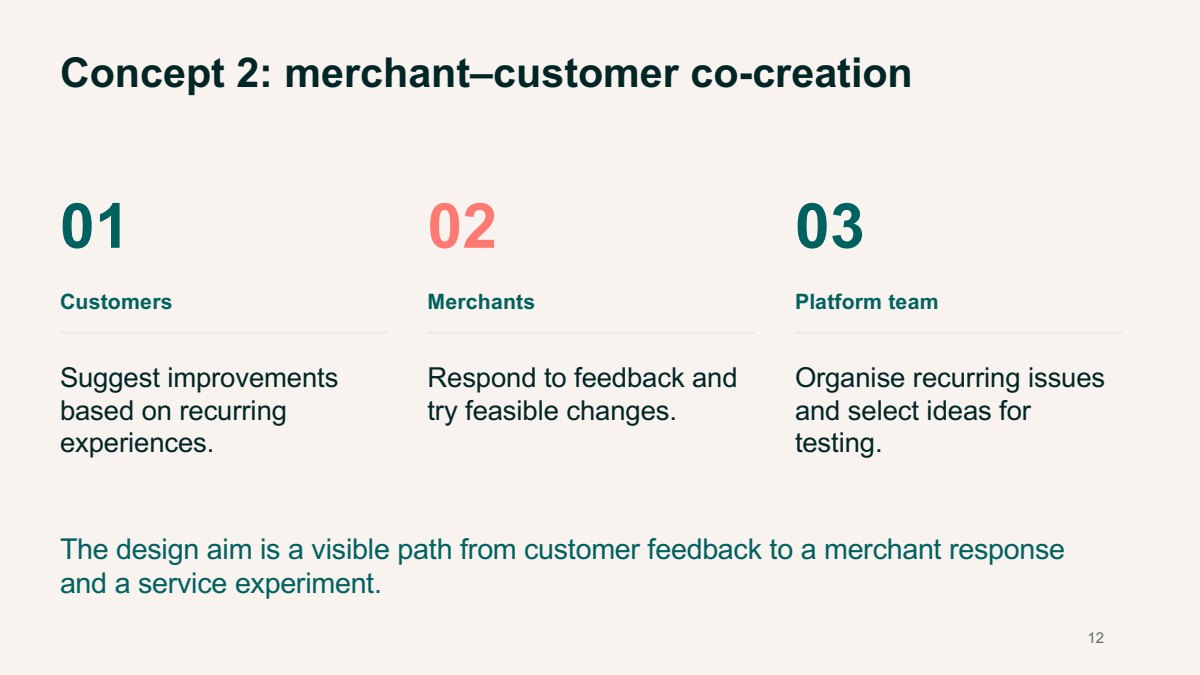 Concept 2: merchant–customer co-creation
01
Customers
Suggest improvements
based on recurring
experiences.
02
Merchants
Respond to feedback and
try feasible changes.
03
Platform team
Organise recurring issues
and select ideas for
testing.
The design aim is a visible path from customer feedback to a merchant response
and a service experiment.
12